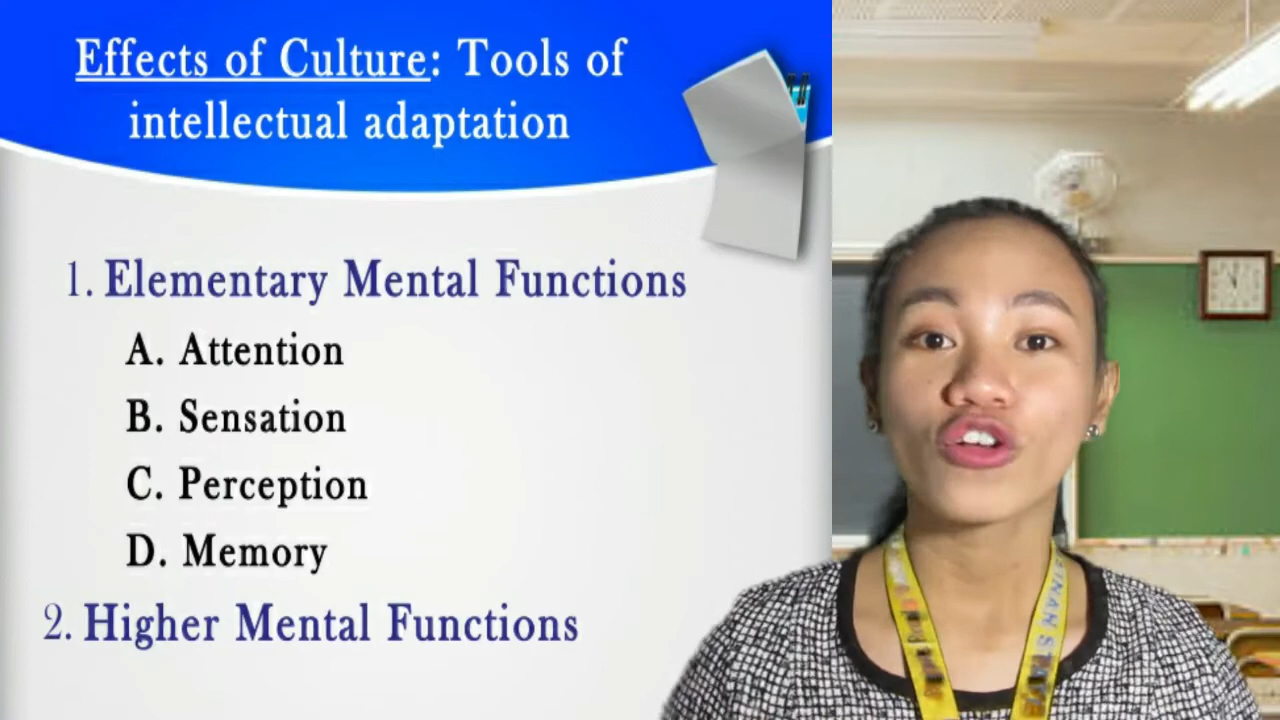 Effects of Culture: Tools of
intellectual adaptation
1. Elementary Mental Functions
A. Attention
B. Sensation
C. Perception
D. Memory
2. Higher Mental Functions